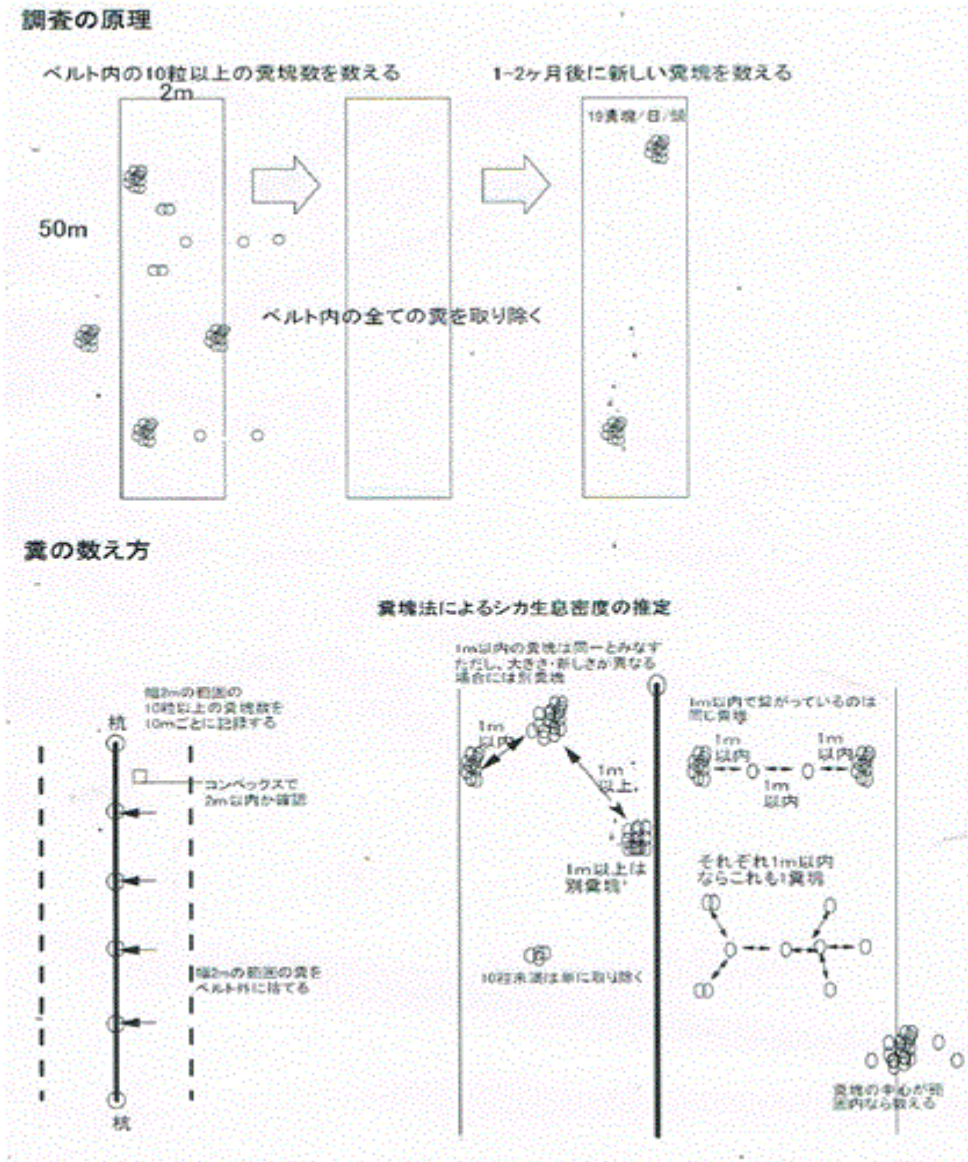 調査の原理
ベルト内の10粒以上の糞塊数を数える
1-2ヶ月後に新しい糞塊を数える
2m
19糞塊/日/頭
50m
ベルト内の全ての糞を取り除く
糞の数え方
糞塊法によるシカ生息密度の推定
1m以内の糞塊は同一とみなす
ただし、大きさ・新しさが異なる
場合には別糞塊
幅2mの範囲の
10粒以上の糞塊数を
10mごとに記録する
杭
コンベックスで
2m以内か確認
幅2mの範囲の糞を
ベルト外に捨てる
杭
1m
以内
1m
以上
1m以上は
別糞塊
10粒未満は単に取り除く
1m以内で繋がっているのは
同じ糞塊
1m
以内
1m
以内
1m
以内
それぞれ1m以内
ならこれも1糞塊
糞塊の中心が範
囲内なら数える